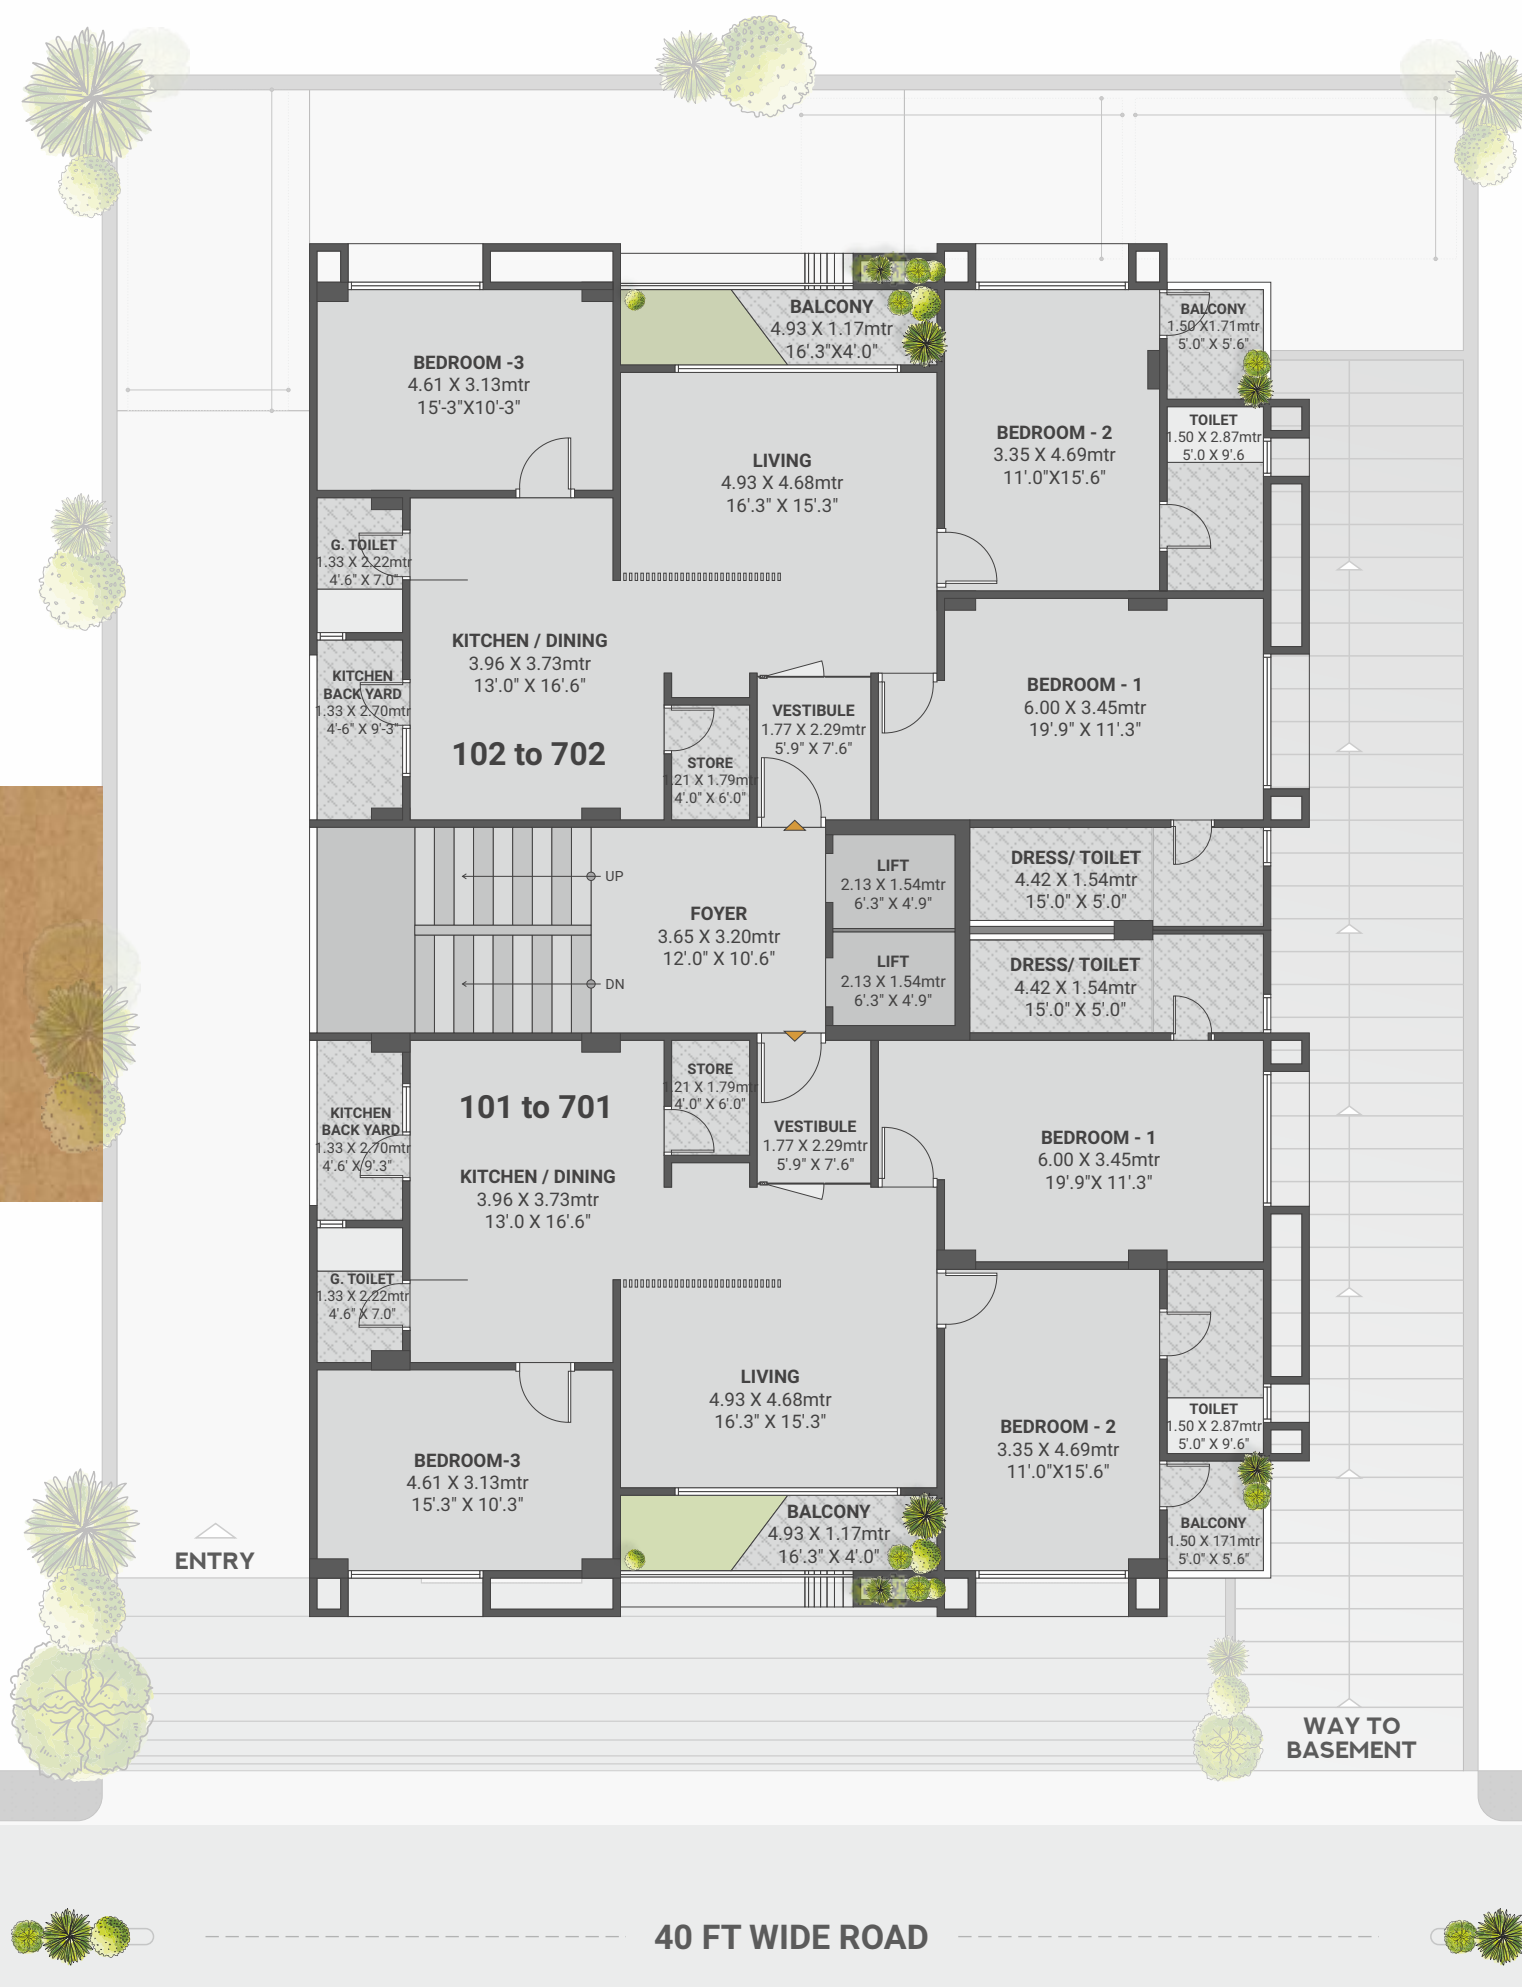 BALCONY
4.93 X 1.17mtr
16'.3"X4'.0"
BALCONY
1.50 X1.71mtr
5'.0" X 5'.6"
BEDROOM -3
4.61 X 3.13mtr
15'-3"X10'-3"
LIVING
4.93 X 4.68mtr
16'.3" X 15'.3"
BEDROOM - 2
3.35 X 4.69mtr
11'.0"X15'.6"
TOILET
1.50 X 2.87mtr
5'.0 X 9'.6
G. TOILET
1.33 X 2.22mtr
4'.6" X 7.0"
KITCHEN / DINING
3.96 X 3.73mtr
13'.0" X 16'.6"
KITCHEN
BACK YARD
1.33 X 2.70mtr
4'-6" X 9'-3"
102 to 702
STORE
1.21 X 1.79mtr
4'.0" X 6'.0"
VESTIBULE
1.77 X 2.29mtr
5'.9" X 7'.6"
BEDROOM - 1
6.00 X 3.45mtr
19'.9" X 11'.3"
UP
DN
FOYER
3.65 X 3.20mtr
12'.0" X 10'.6"
LIFT
2.13 X 1.54mtr
6'.3" X 4'.9"
LIFT
2.13 X 1.54mtr
6'.3" X 4'.9"
DRESS/ TOILET
4.42 X 1.54mtr
15'.0" X 5'.0"
DRESS/ TOILET
4.42 X 1.54mtr
15'.0" X 5'.0"
STORE
1.21 X 1.79mtr
4'.0" X 6'.0"
101 to 701
KITCHEN
BACK YARD
1.33 X 2.70mtr
4'.6' X 9'.3"
VESTIBULE
1.77 X 2.29mtr
5'.9" X 7'.6"
BEDROOM - 1
6.00 X 3.45mtr
19'.9"X 11'.3"
KITCHEN / DINING
3.96 X 3.73mtr
13'.0 X 16'.6"
G. TOILET
1.33 X 2.22mtr
4'.6" X 7.0"
LIVING
4.93 X 4.68mtr
16'.3" X 15'.3"
BEDROOM - 2
3.35 X 4.69mtr
11'.0"X15'.6"
TOILET
1.50 X 2.87mtr
5'.0" X 9'.6"
BEDROOM-3
4.61 X 3.13mtr
15'.3" X 10'.3"
BALCONY
4.93 X 1.17mtr
16'.3" X 4'.0"
BALCONY
1.50 X 171mtr
5'.0" X 5'.6"
ENTRY
WAY TO
BASEMENT
40 FT WIDE ROAD